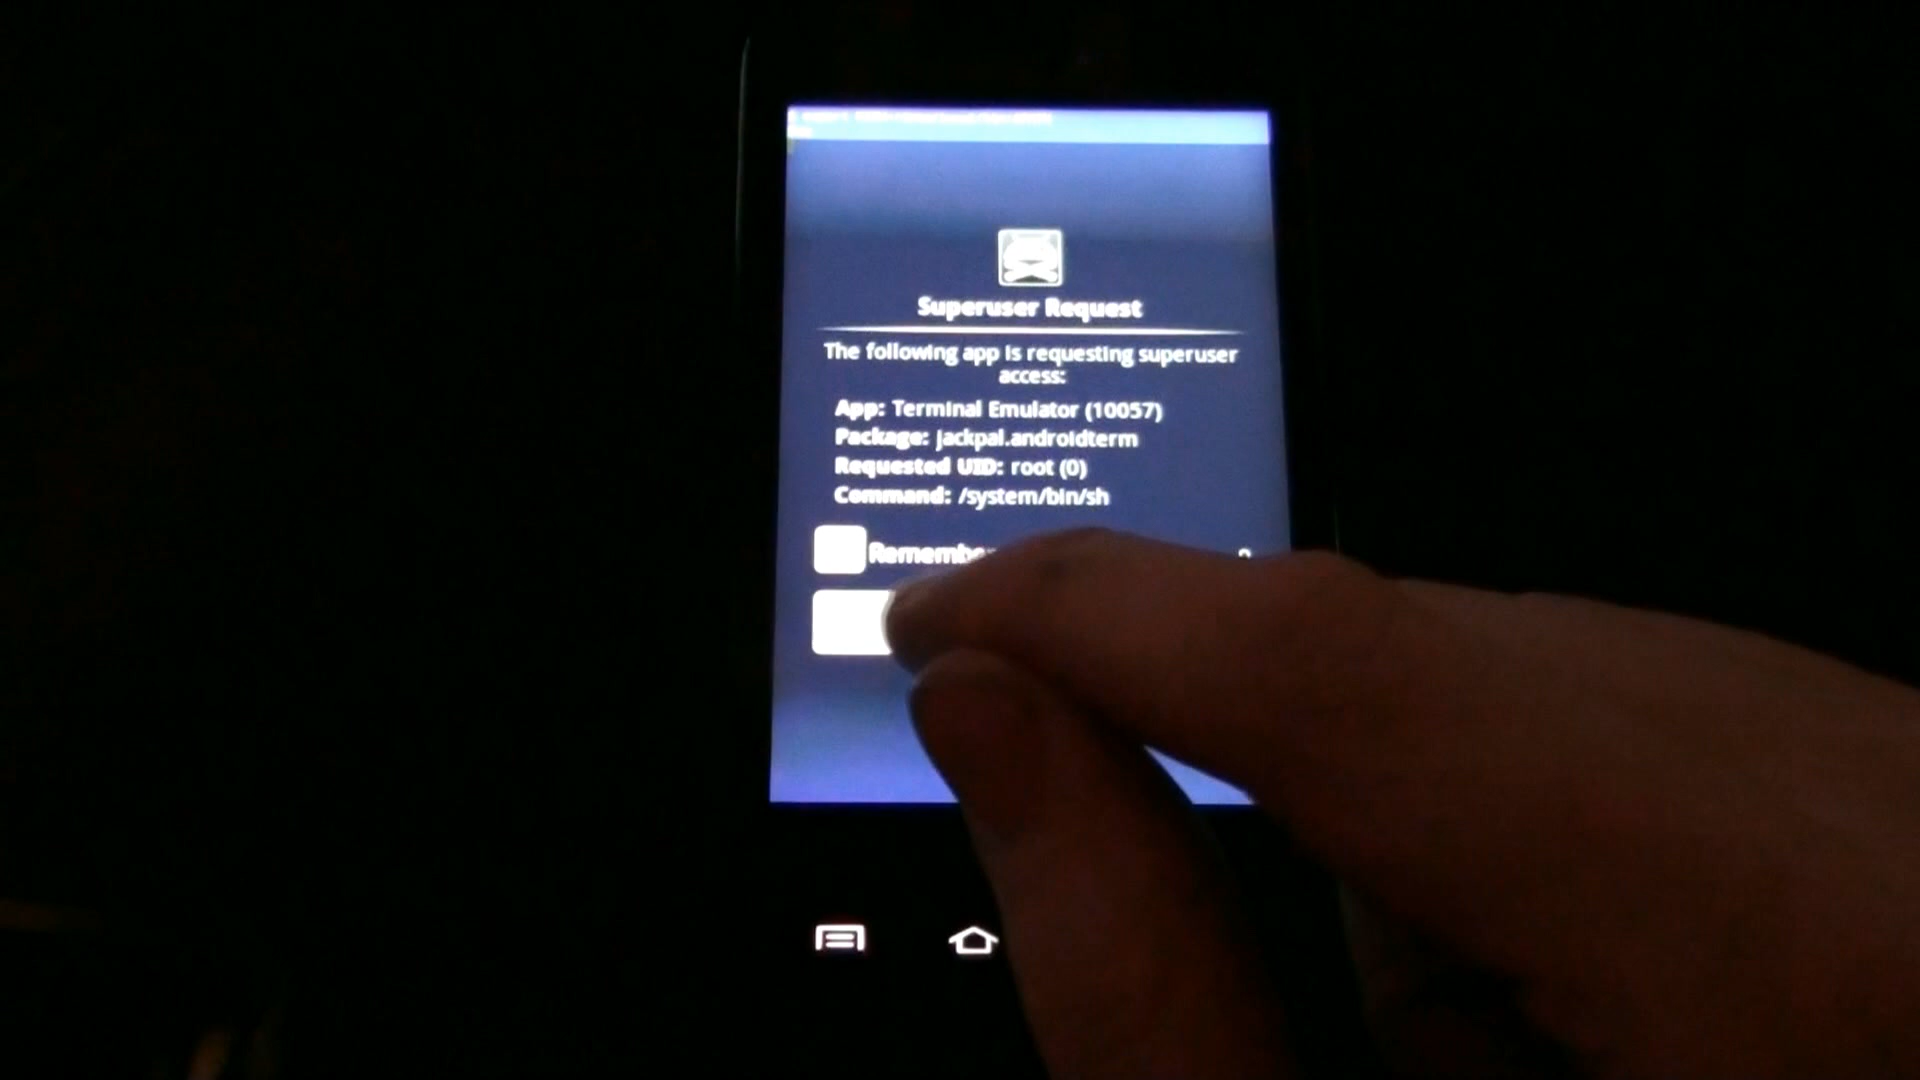 Superuser Request
The following app is requesting superuser
access:
App: Terminal Emulator (10057)
Package: jackpal.androidterm
Requested UID: root (0)
Command: /system/bin/sh